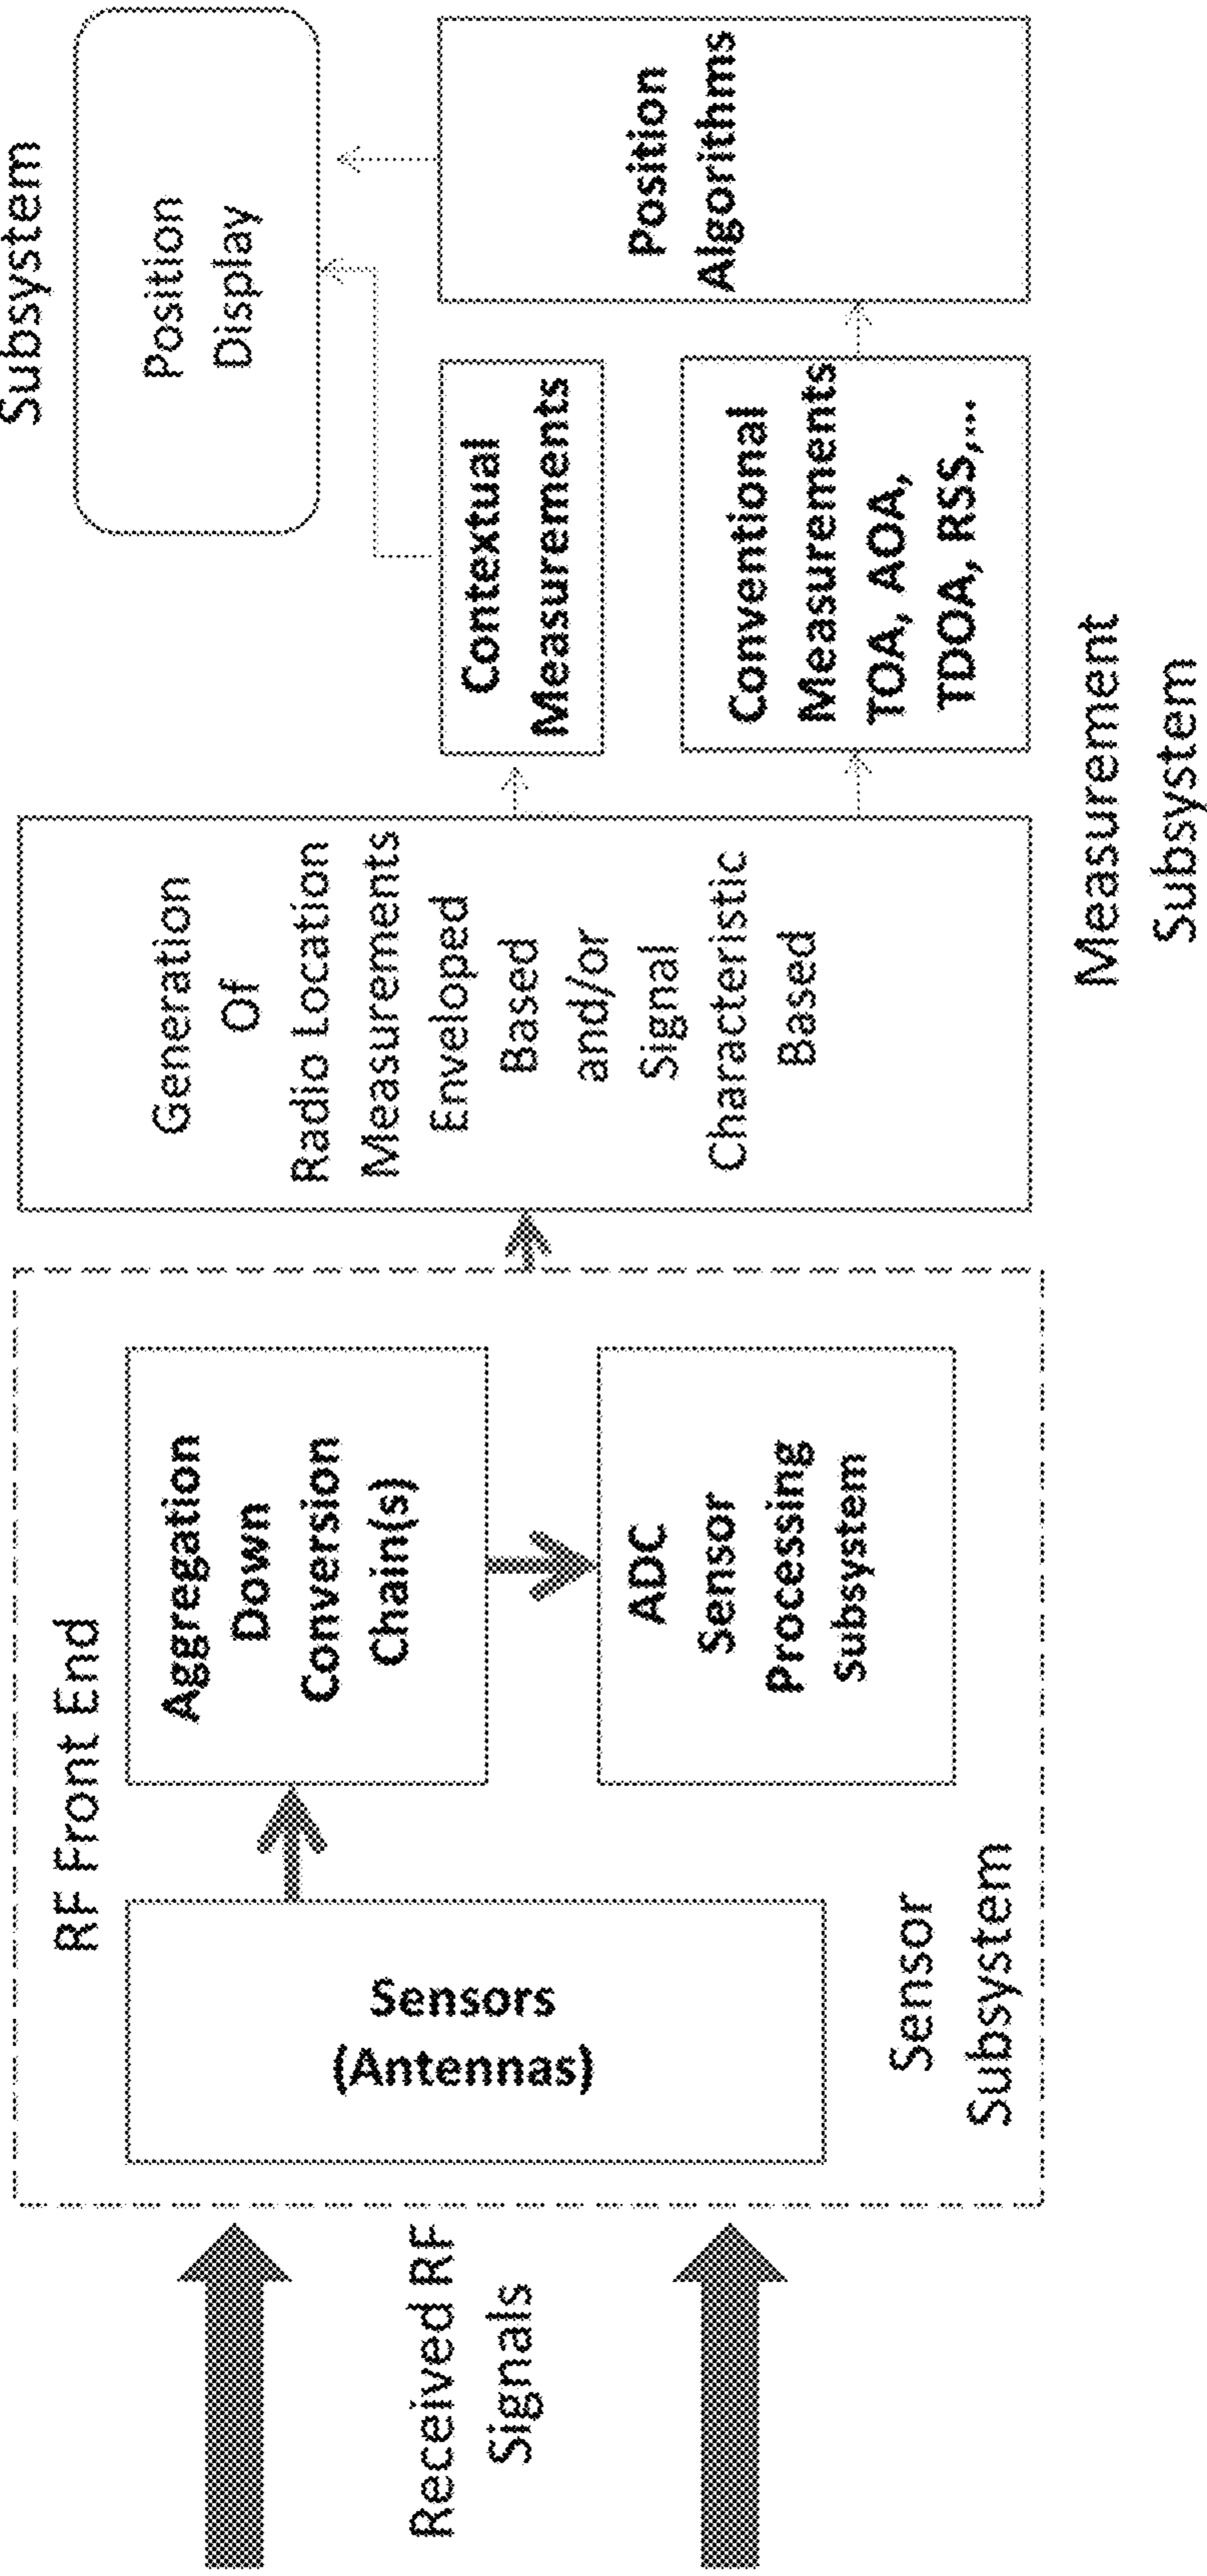 Received RF
Signals
RF Front End
Sensors
(Antennas)
Sensor
Subsystem
Aggregation
Down
Conversion
Chain(s)
ADC
Sensor
Processing
Subsystem
Generation
Of
Radio Location
Measurements
Enveloped
Based
and/or
Signal
Characteristic
Based
Measurement
Subsystem
Contextual
Measurements
Conventional
Measurements
TOA, AOA,
TDOA, RSS,...
Subsystem
Position
Display
Position
Algorithms